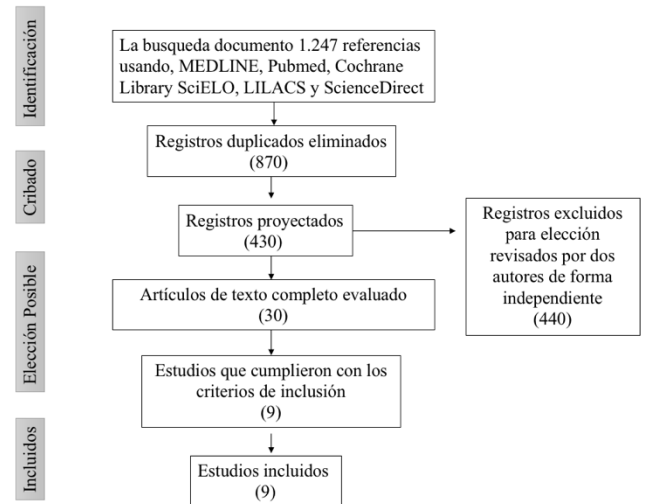 Identificación
La busqueda documento 1.247 referencias
usando, MEDLINE, Pubmed, Cochrane
Library SciELO, LILACS y ScienceDirect
Registros duplicados eliminados
(870)
Cribado
Registros proyectados
(430)
Registros excluidos
para elección
revisados por dos
autores de forma
independiente
(440)
Elección Posible
Artículos de texto completo evaluado
(30)
Estudios que cumplieron con los
criterios de inclusión
(9)
Incluidos
Estudios incluidos
(9)